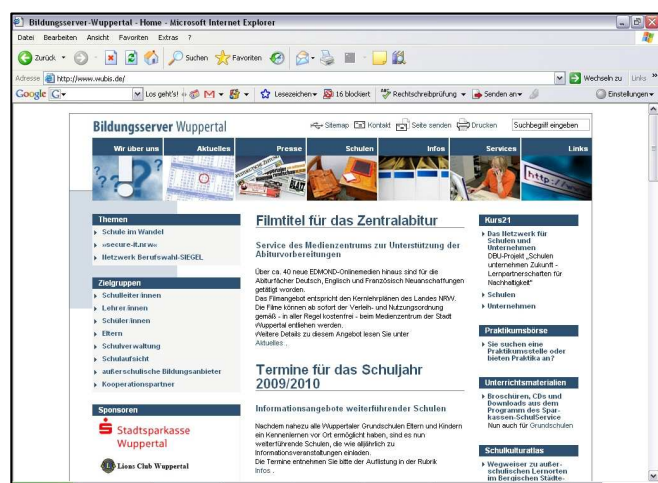 Bildungsserver-Wuppertal - Home - Microsoft Internet Explorer
Datei Bearbeiten Ansicht Favoriten Extras ?
Zurück Suchen Favoriten
Adresse http://www.wubis.de/ Wechseln zu Links »
Google G Los geht's! Lesezeichen 16 blockiert Rechtschreibprüfung Senden an Einstellungen
Bildungsserver Wuppertal Sitemap Kontakt Seite senden Drucken Suchbegriff eingeben
Wir über uns Aktuelles Presse Schulen Infos Services Links
http://www
Themen
Schule im Wandel
»secure-it.nrw«
Netzwerk Berufswahl-SIEGEL
Zielgruppen
Schulleiter/innen
Lehrer/innen
Schüler/innen
Eltern
Schulverwaltung
Schulaufsicht
außerschulische Bildungsanbieter
Kooperationspartner
Sponsoren
Stadtsparkasse
Wuppertal
Lions Club Wuppertal
Filmtitel für das Zentralabitur
Service des Medienzentrums zur Unterstützung der
Abiturvorbereitungen
Über ca. 40 neue EDMOND-Onlinemedien hinaus sind für die
Abiturfächer Deutsch, Englisch und Französisch Neuanschaffungen
getätigt worden.
Das Filmangebot entspricht den Kernlehrplänen des Landes NRW.
Die Filme können ab sofort der Verleih- und Nutzungsordnung
gemäß - in aller Regel kostenfrei - beim Medienzentrum der Stadt
Wuppertal entliehen werden.
Weitere Details zu diesem Angebot lesen Sie unter
Aktuelles .
Termine für das Schuljahr
2009/2010
Informationsangebote weiterführender Schulen
Nachdem nahezu alle Wuppertaler Grundschulen Eltern und Kindern
ein Kennenlernen vor Ort ermöglicht haben, sind es nun
weiterführende Schulen, die wie alljährlich zu
Informationsveranstaltungen einladen.
Die Termine entnehmen Sie bitte der Auflistung in der Rubrik
Infos .
Kurs21
Das Netzwerk für
Schulen und
Unternehmen
DBU-Projekt „Schulen
unternehmen Zukunft -
Lernpartnerschaften für
Nachhaltigkeit"
Schulen
Unternehmen
Praktikumsbörse
Sie suchen eine
Praktikumsstelle oder
bieten Praktika an?
Unterrichtsmaterialien
Broschüren, CDs und
Downloads aus dem
Programm des Spar-
kassen-SchulService
Nun auch für Grundschulen
Schulkulturatlas
Wegweiser zu außer-
schulischen Lernorten
im Bergischen Städte-